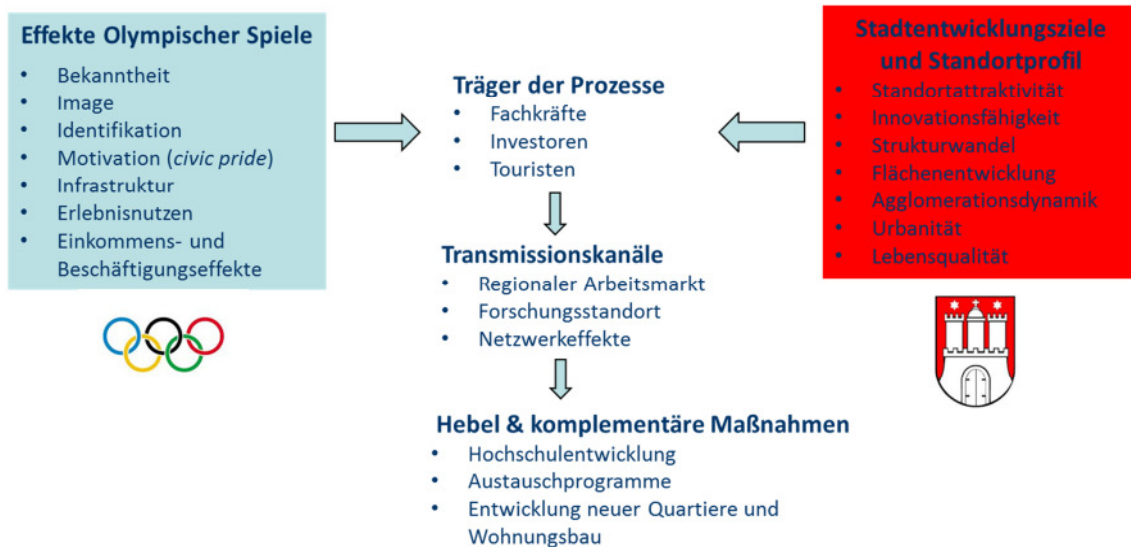 Effekte Olympischer Spiele
• Bekanntheit
• Image
• Identifikation
• Motivation (civic pride)
• Infrastruktur
• Erlebnisnutzen
• Einkommens- und
Beschäftigungseffekte
Träger der Prozesse
• Fachkräfte
• Investoren
• Touristen
Transmissionskanäle
• Regionaler Arbeitsmarkt
• Forschungsstandort
• Netzwerkeffekte
Hebel & komplementäre Maßnahmen
• Hochschulentwicklung
• Austauschprogramme
• Entwicklung neuer Quartiere und
Wohnungsbau
Stadtentwicklungsziele
und Standortprofil
• Standortattraktivität
• Innovationsfähigkeit
• Strukturwandel
• Flächenentwicklung
• Agglomerationsdynamik
• Urbanität
• Lebensqualität